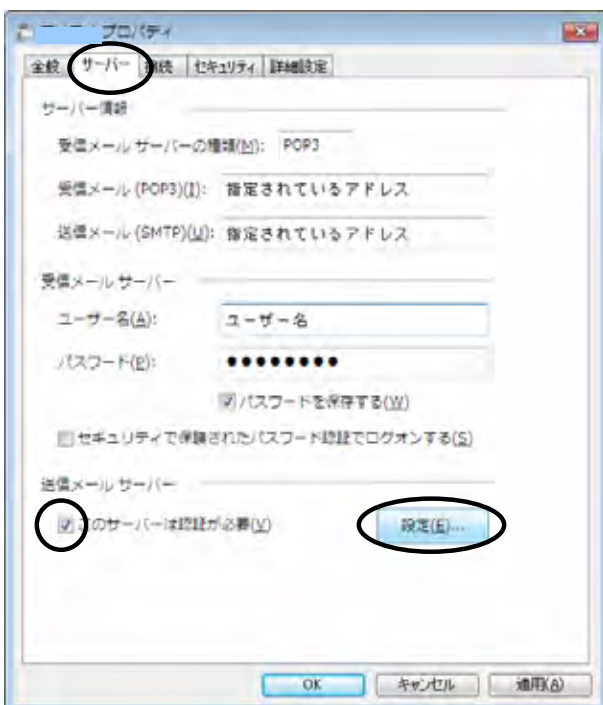 プロパティ
全般 サーバー 接続 セキュリティ 詳細設定
サーバー情報
受信メール サーバーの種類(M): POP3
受信メール (POP3)(I): 指定されているアドレス
送信メール (SMTP)(U): 指定されているアドレス
受信メール サーバー
ユーザー名(A): ユーザー名
パスワード(P): ●●●●●●●●
パスワードを保存する(W)
セキュリティで保護されたパスワード認証でログオンする(S)
送信メール サーバー
このサーバーは認証が必要(V) 設定(E)...
OK キャンセル 適用(A)